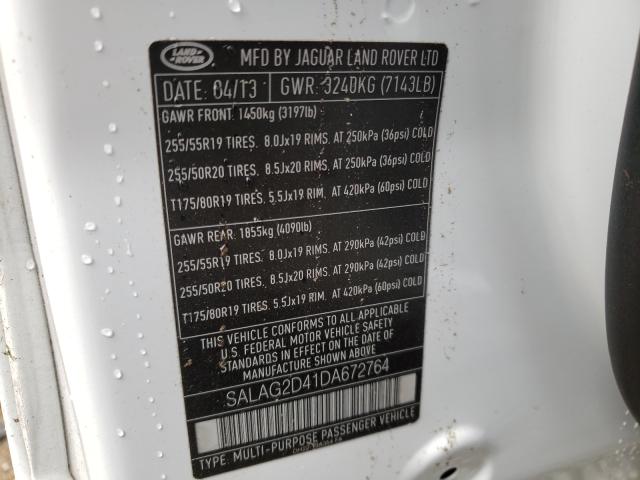 LAND ROVER
MFD BY JAGUAR LAND ROVER LTD
DATE: 04/13 GWR: 3240KG (7143LB)
GAWR FRONT: 1450kg (3197lb)
255/55R19 TIRES. 8.0Jx19 RIMS. AT 250kPa (36psi) COLD
255/50R20 TIRES. 8.5Jx20 RIMS. AT 250kPa (36psi) COLD
T175/80R19 TIRES. 5.5Jx19 RIM. AT 420kPa (60psi) COLD
GAWR REAR: 1855kg (4090lb)
255/55R19 TIRES. 8.0Jx19 RIMS. AT 290kPa (42psi) COLD
255/50R20 TIRES. 8.5Jx20 RIMS. AT 290kPa (42psi) COLD
T175/80R19 TIRES. 5.5Jx19 RIM. AT 420kPa (60psi) COLD
THIS VEHICLE CONFORMS TO ALL APPLICABLE
U.S. FEDERAL MOTOR VEHICLE SAFETY
STANDARDS IN EFFECT ON THE DATE OF
MANUFACTURE SHOWN ABOVE.
SALAG2D41DA672764
TYPE: MULTI-PURPOSE PASSENGER VEHICLE